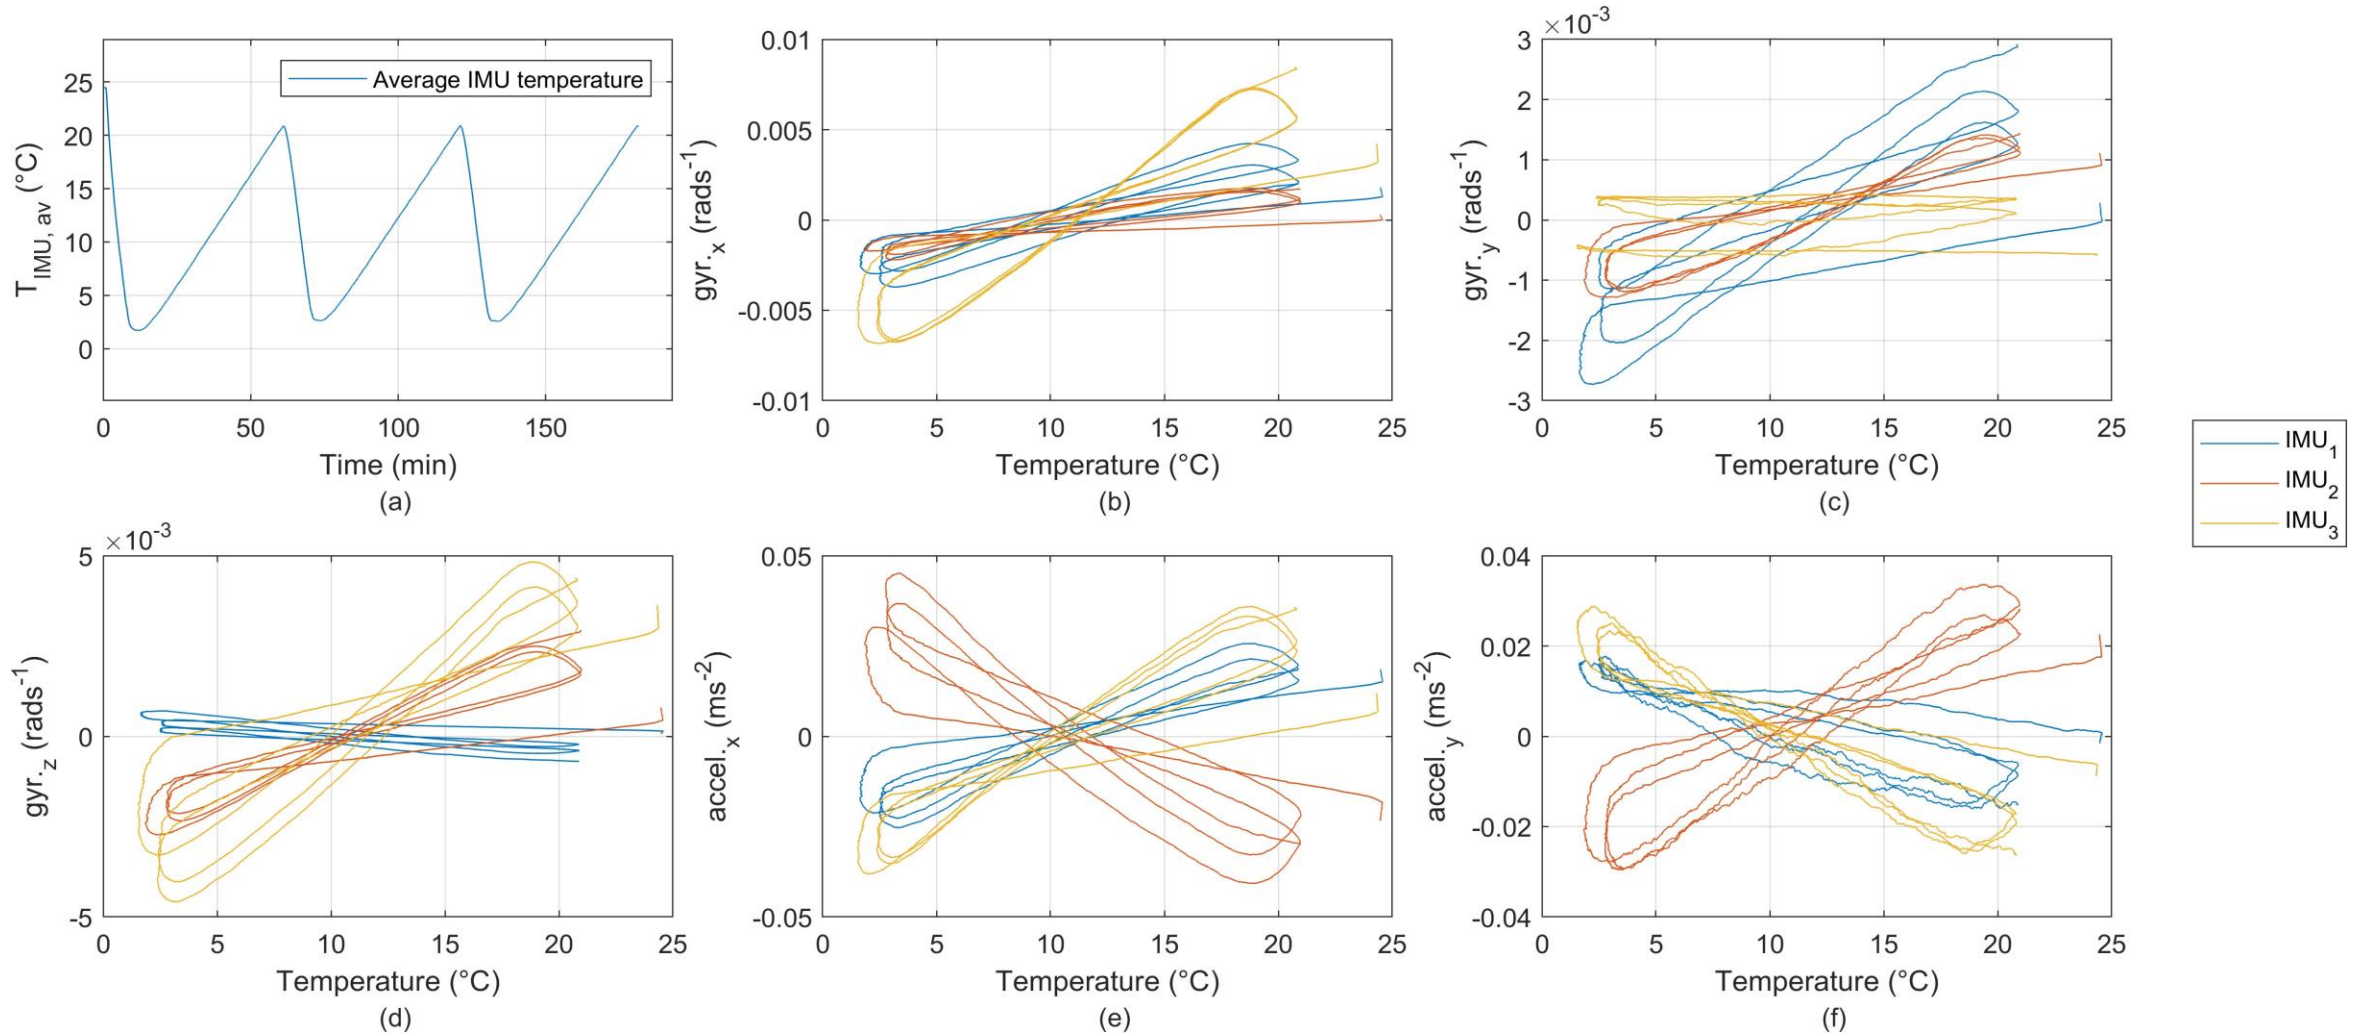 Average IMU temperature
25
20
15
10
5
0
T_IMU, av (°C)
0 50 100 150
Time (min)
(a)
0.01
0.005
0
-0.005
-0.01
gyr._x (rads^-1)
0 5 10 15 20 25
Temperature (°C)
(b)
×10^-3
3
2
1
0
-1
-2
-3
gyr._y (rads^-1)
0 5 10 15 20 25
Temperature (°C)
(c)
IMU_1
IMU_2
IMU_3
×10^-3
5
0
-5
gyr._z (rads^-1)
0 5 10 15 20 25
Temperature (°C)
(d)
0.05
0
-0.05
accel._x (ms^-2)
0 5 10 15 20 25
Temperature (°C)
(e)
0.04
0.02
0
-0.02
-0.04
accel._y (ms^-2)
0 5 10 15 20 25
Temperature (°C)
(f)